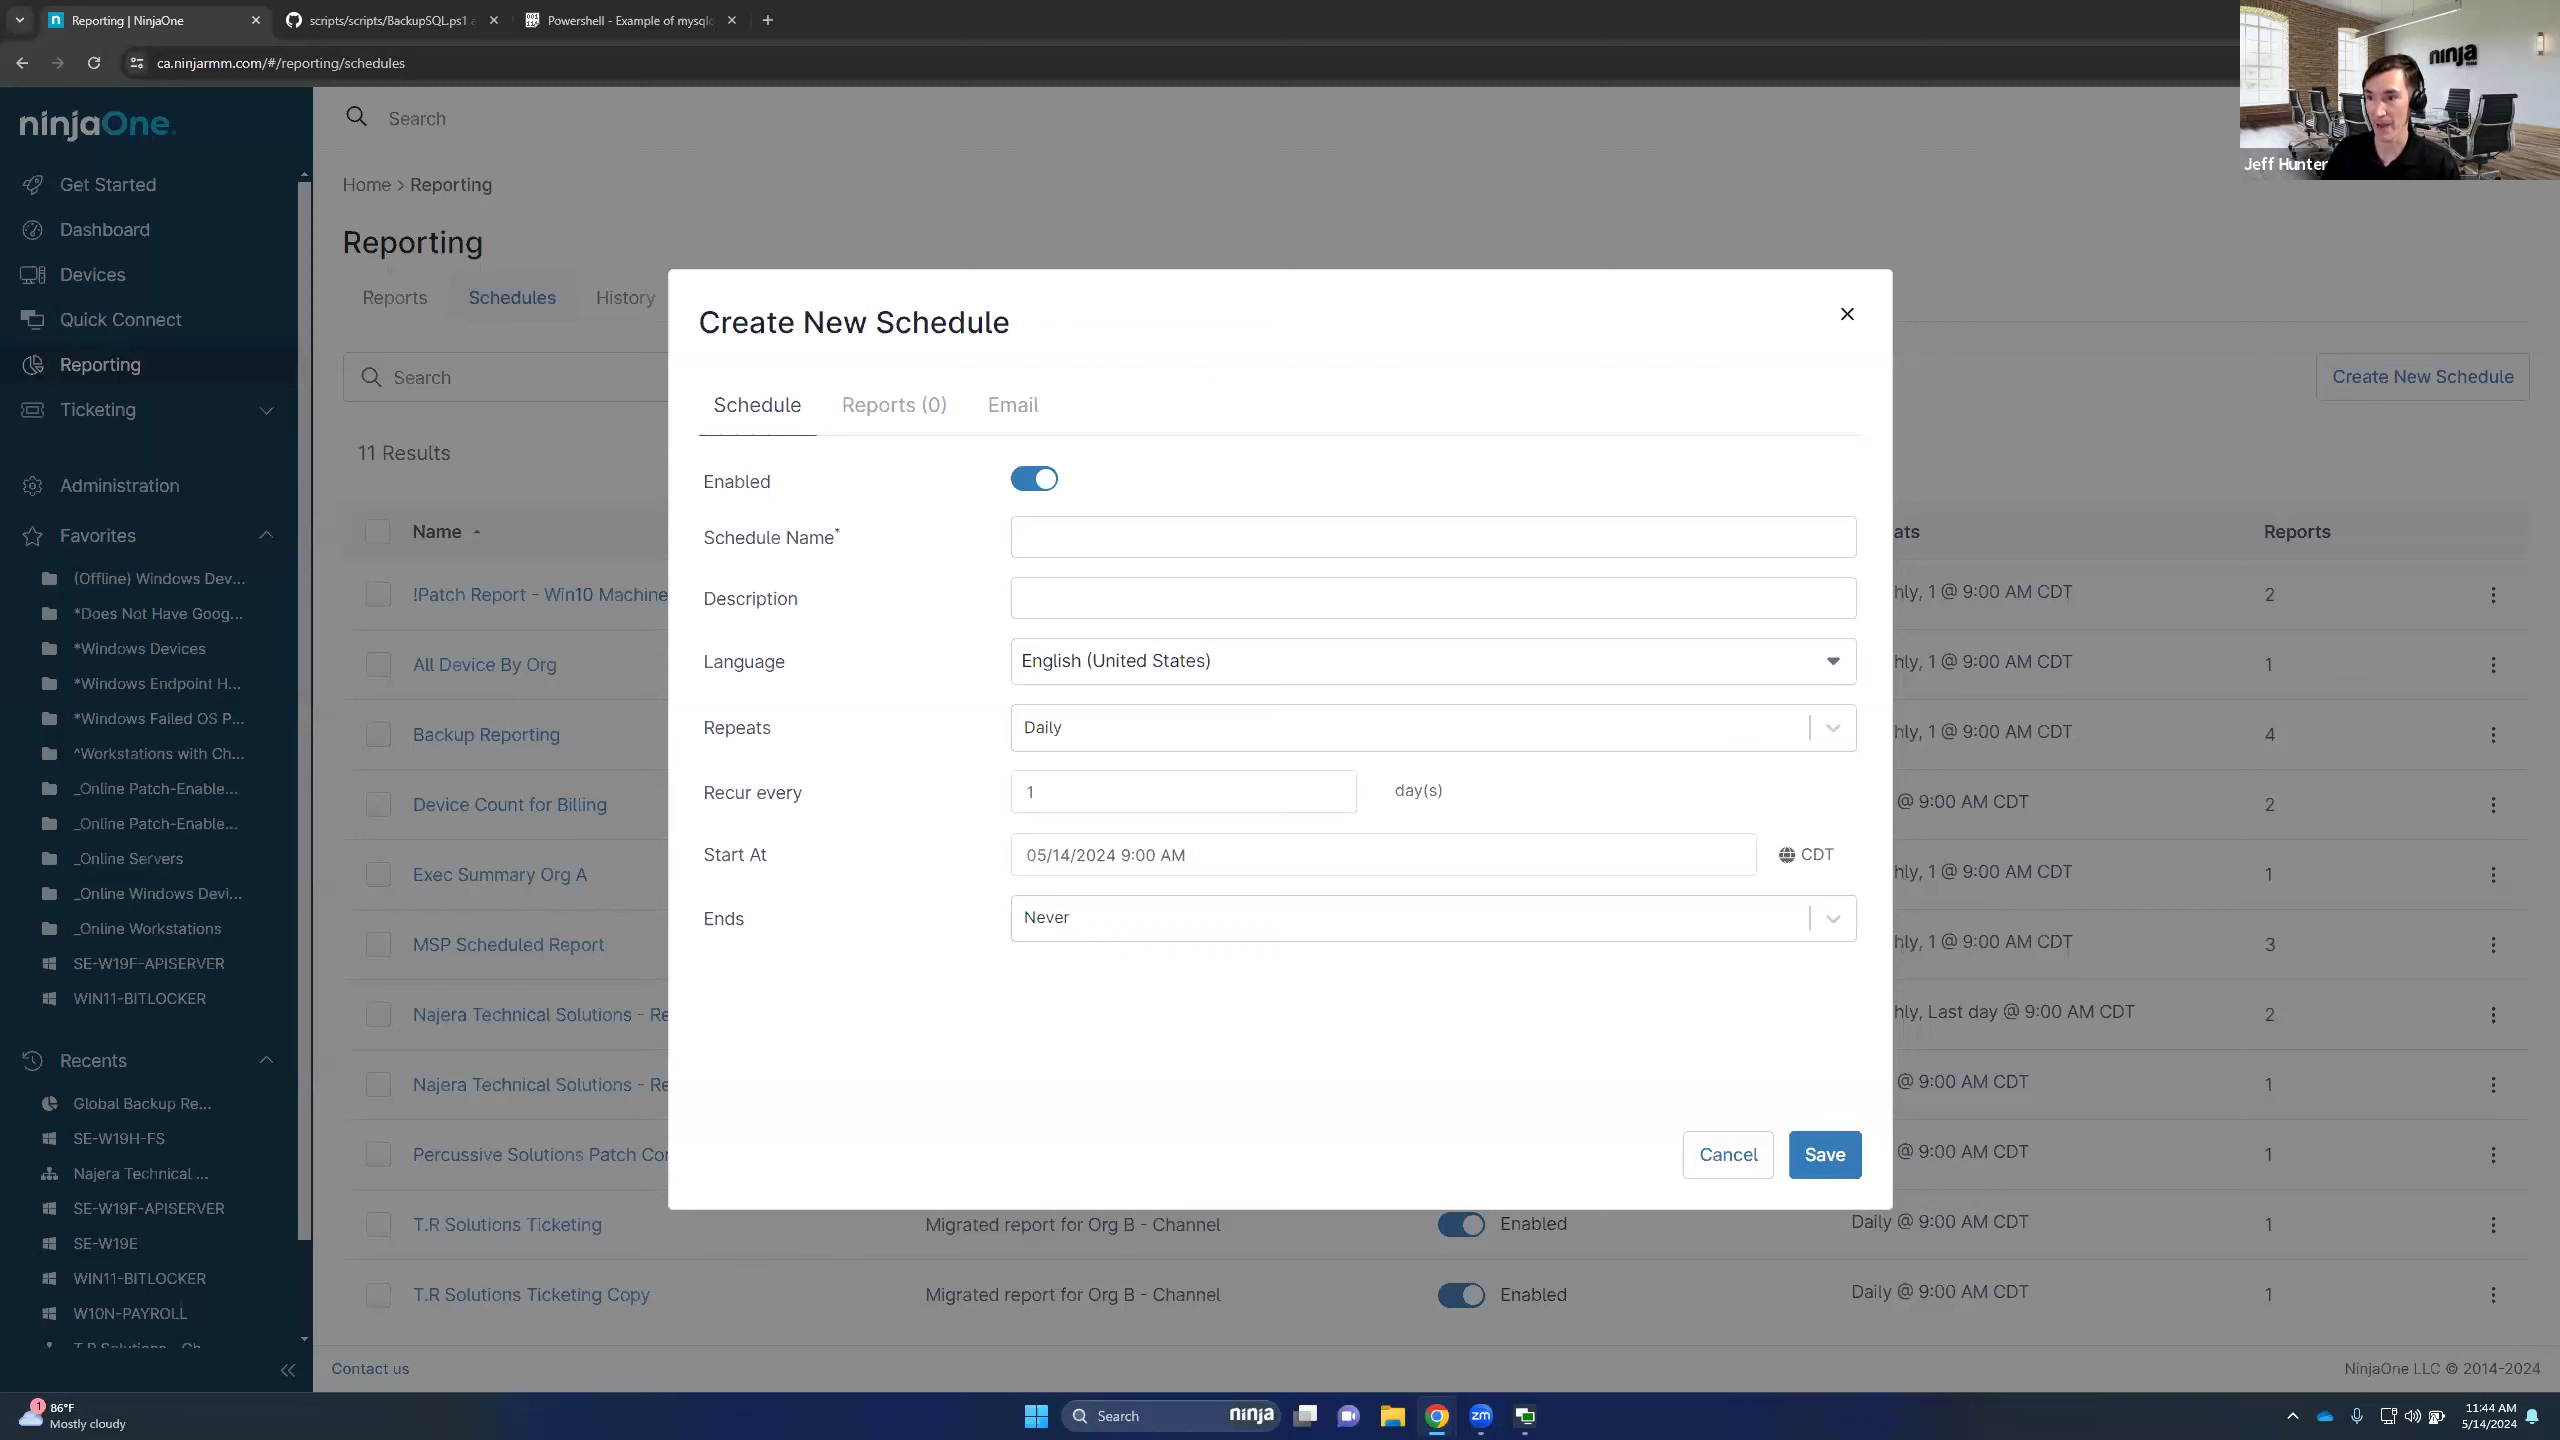 Reporting | NinjaOne
scripts/scripts/BackupSQL.ps1
Powershell - Example of mysql
ca.ninjarmm.com/#/reporting/schedules
ninja
Jeff Hunter
ninjaOne.
Get Started
Dashboard
Devices
Quick Connect
Reporting
Ticketing
Administration
Favorites
(Offline) Windows Dev...
*Does Not Have Goog...
*Windows Devices
*Windows Endpoint H...
*Windows Failed OS P...
^Workstations with Ch...
_Online Patch-Enable...
_Online Patch-Enable...
_Online Servers
_Online Windows Devi...
_Online Workstations
SE-W19F-APISERVER
WIN11-BITLOCKER
Recents
Global Backup Re...
SE-W19H-FS
Najera Technical ...
SE-W19F-APISERVER
SE-W19E
WIN11-BITLOCKER
W10N-PAYROLL
Search
Home > Reporting
Reporting
Reports Schedules History
Search
Create New Schedule
11 Results
Name
Reports
!Patch Report - Win10 Machine
hly, 1 @ 9:00 AM CDT 2
All Device By Org
hly, 1 @ 9:00 AM CDT 1
Backup Reporting
hly, 1 @ 9:00 AM CDT 4
Device Count for Billing
@ 9:00 AM CDT 2
Exec Summary Org A
hly, 1 @ 9:00 AM CDT 1
MSP Scheduled Report
hly, 1 @ 9:00 AM CDT 3
Najera Technical Solutions - Re
hly, Last day @ 9:00 AM CDT 2
Najera Technical Solutions - Re
@ 9:00 AM CDT 1
Percussive Solutions Patch Co
@ 9:00 AM CDT 1
T.R Solutions Ticketing Migrated report for Org B - Channel Enabled Daily @ 9:00 AM CDT 1
T.R Solutions Ticketing Copy Migrated report for Org B - Channel Enabled Daily @ 9:00 AM CDT 1
Create New Schedule
Schedule Reports (0) Email
Enabled
Schedule Name*
Description
Language English (United States)
Repeats Daily
Recur every 1 day(s)
Start At 05/14/2024 9:00 AM CDT
Ends Never
Cancel Save
Contact us
NinjaOne LLC © 2014-2024
1
86°F
Mostly cloudy
Search ninja
zm
11:44 AM
5/14/2024